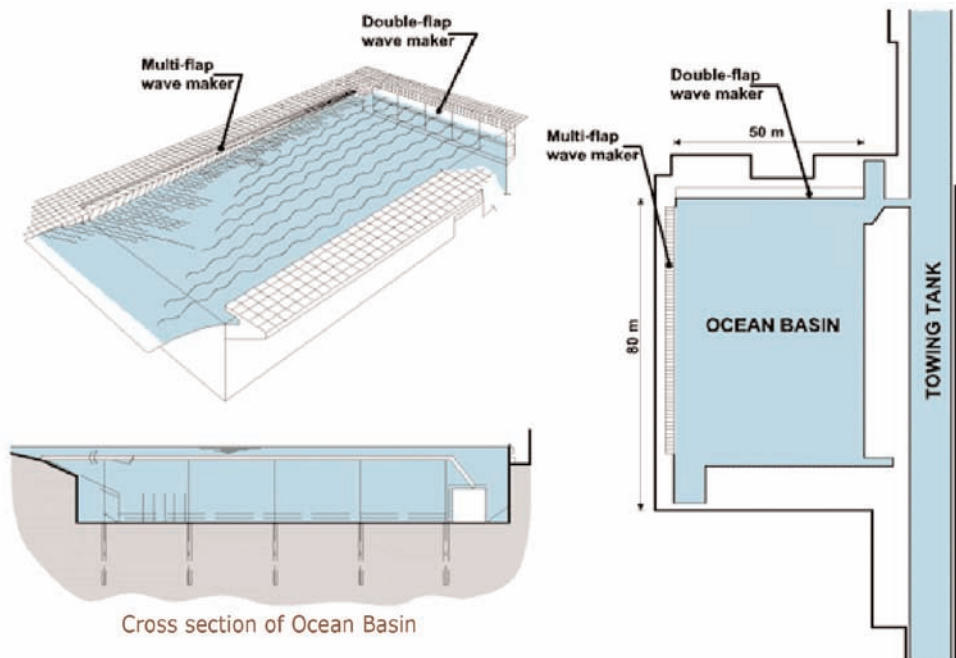 Double-flap
wave maker
Multi-flap
wave maker
Double-flap
wave maker
50 m
Multi-flap
wave maker
OCEAN BASIN
80 m
TOWING TANK
Cross section of Ocean Basin